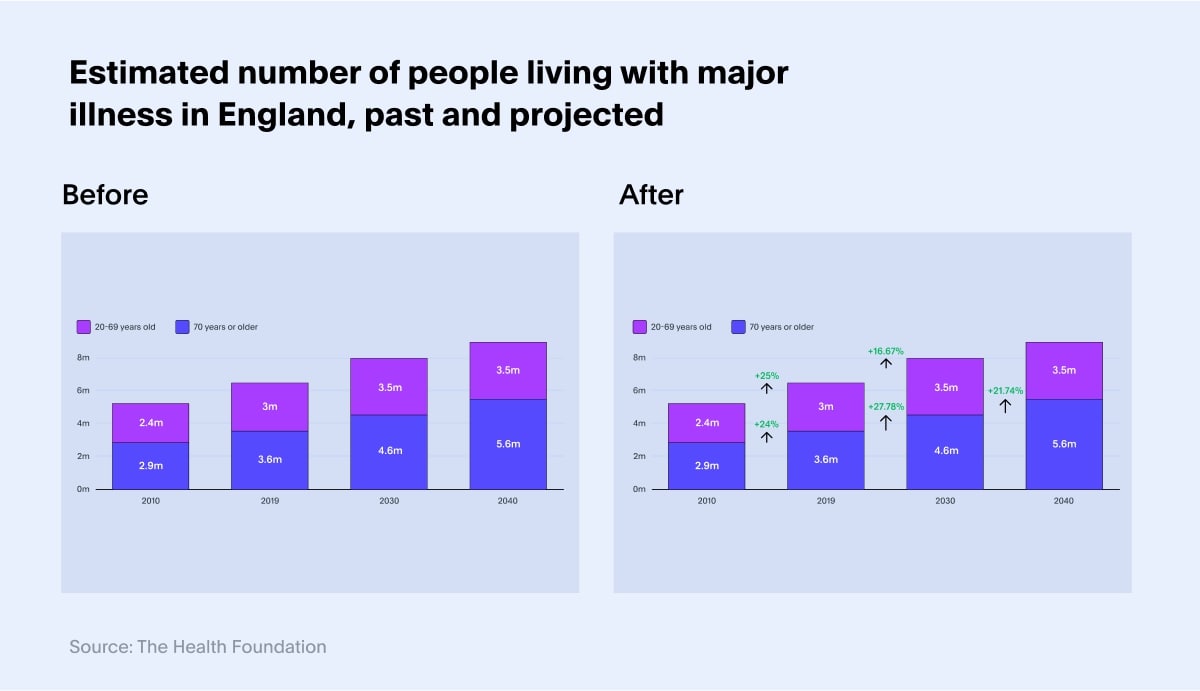 Estimated number of people living with major
illness in England, past and projected
Before
After
20-69 years old 70 years or older
8m
6m
4m
2m
0m
3.5m
3.5m
3m
2.4m
5.6m
4.6m
3.6m
2.9m
2010 2019 2030 2040
20-69 years old 70 years or older
8m
6m
4m
2m
0m
+16.67%
+25%
+21.74%
+27.78%
+24%
3.5m
3.5m
3m
2.4m
5.6m
4.6m
3.6m
2.9m
2010 2019 2030 2040
Source: The Health Foundation